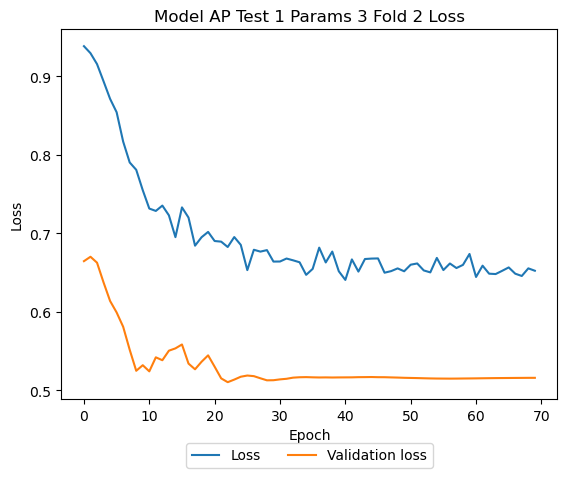 Model AP Test 1 Params 3 Fold 2 Loss
0.9
0.8
0.7
0.6
0.5
Loss
0 10 20 30 40 50 60 70
Epoch
Loss Validation loss